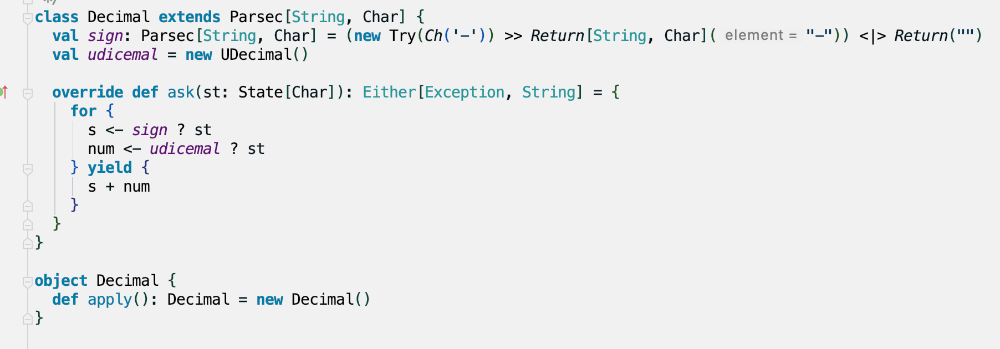 */
class Decimal extends Parsec[String, Char] {
  val sign: Parsec[String, Char] = (new Try(Ch('-')) >> Return[String, Char]( element = "-")) <|> Return("")
  val udicemal = new UDecimal()

  override def ask(st: State[Char]): Either[Exception, String] = {
    for {
      s <- sign ? st
      num <- udicemal ? st
    } yield {
      s + num
    }
  }
}

object Decimal {
  def apply(): Decimal = new Decimal()
}